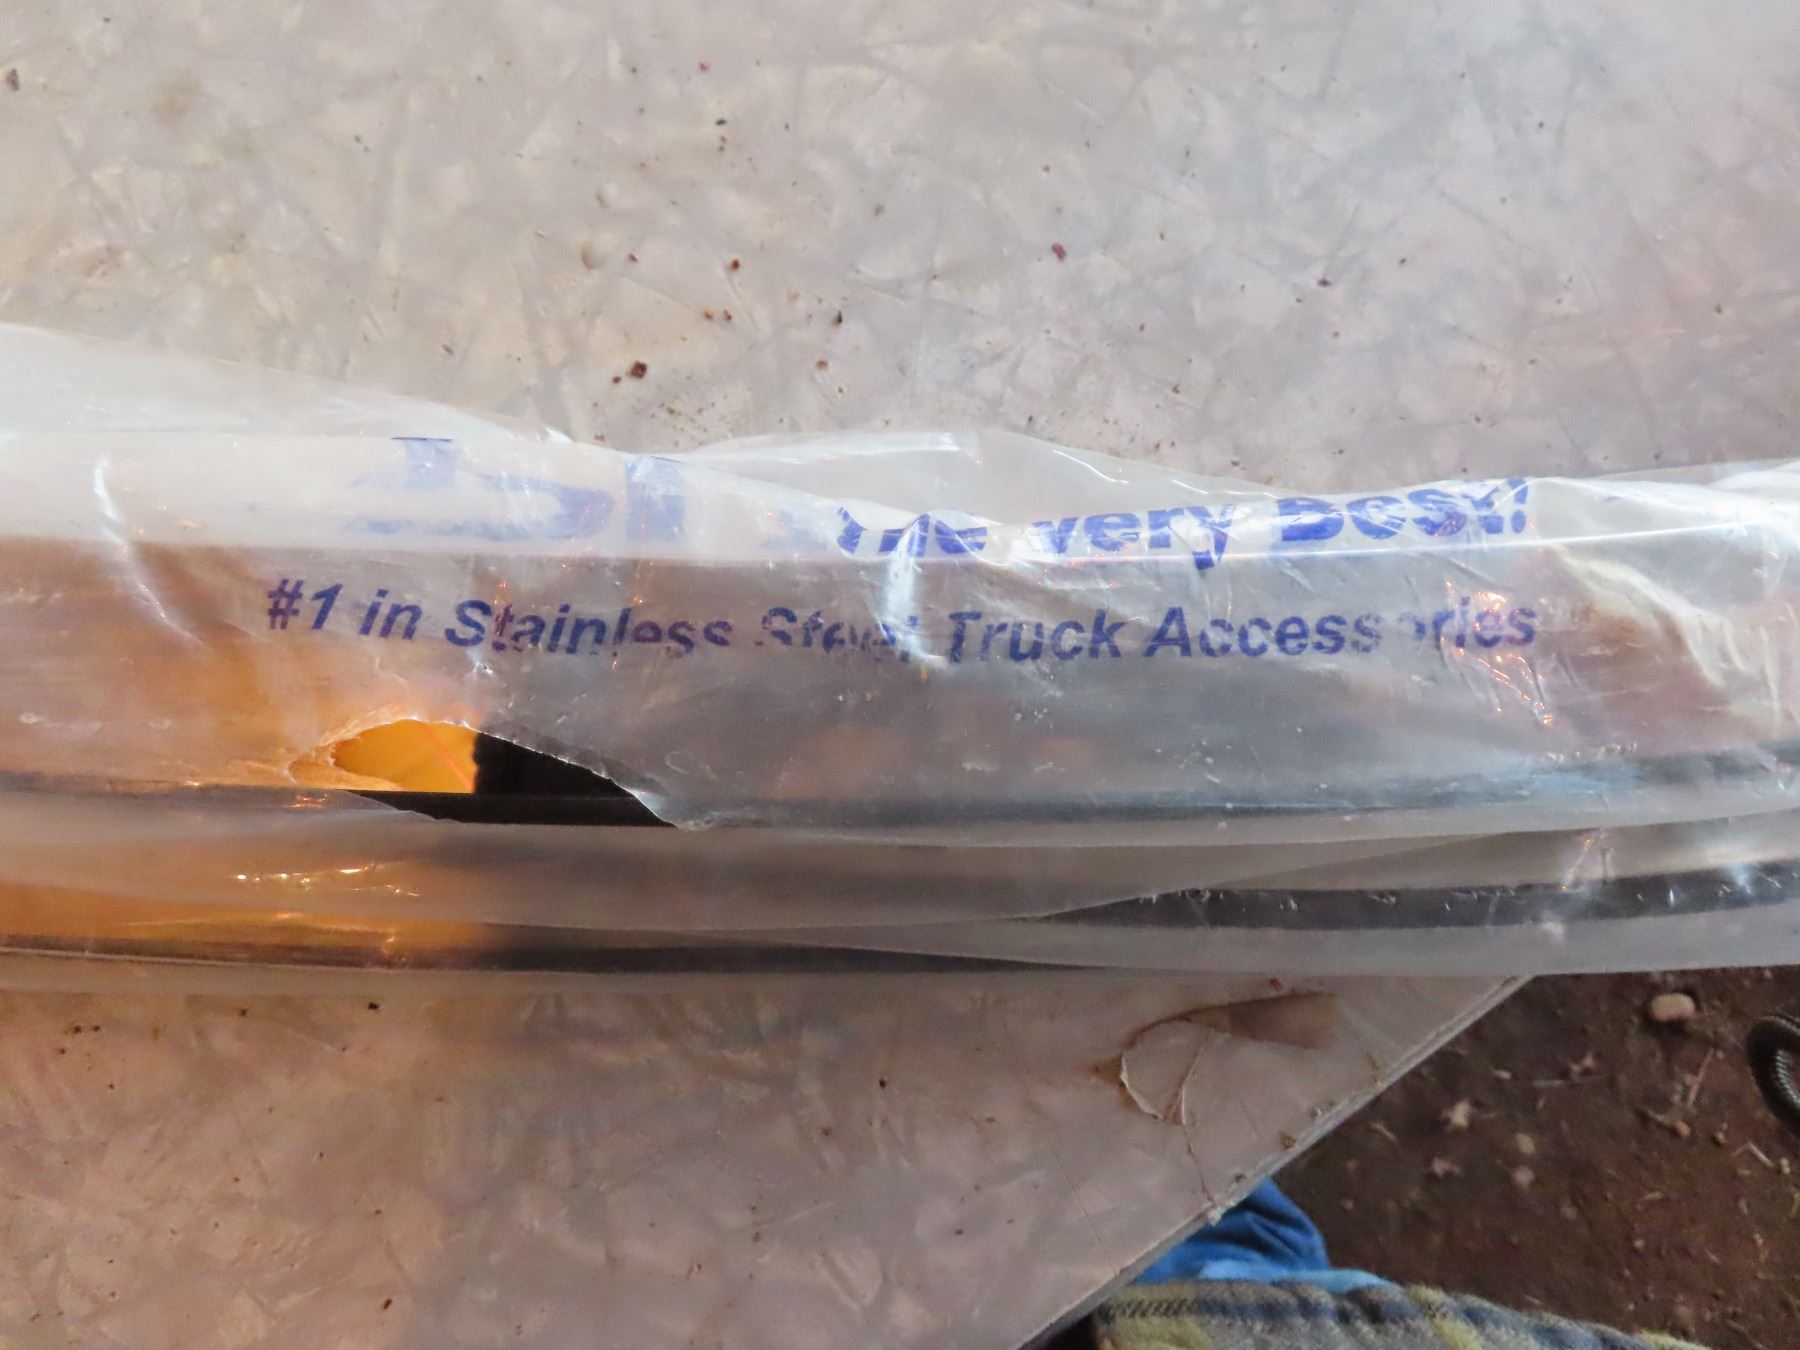 The Very Best!
#1 in Stainless Steel Truck Accessories